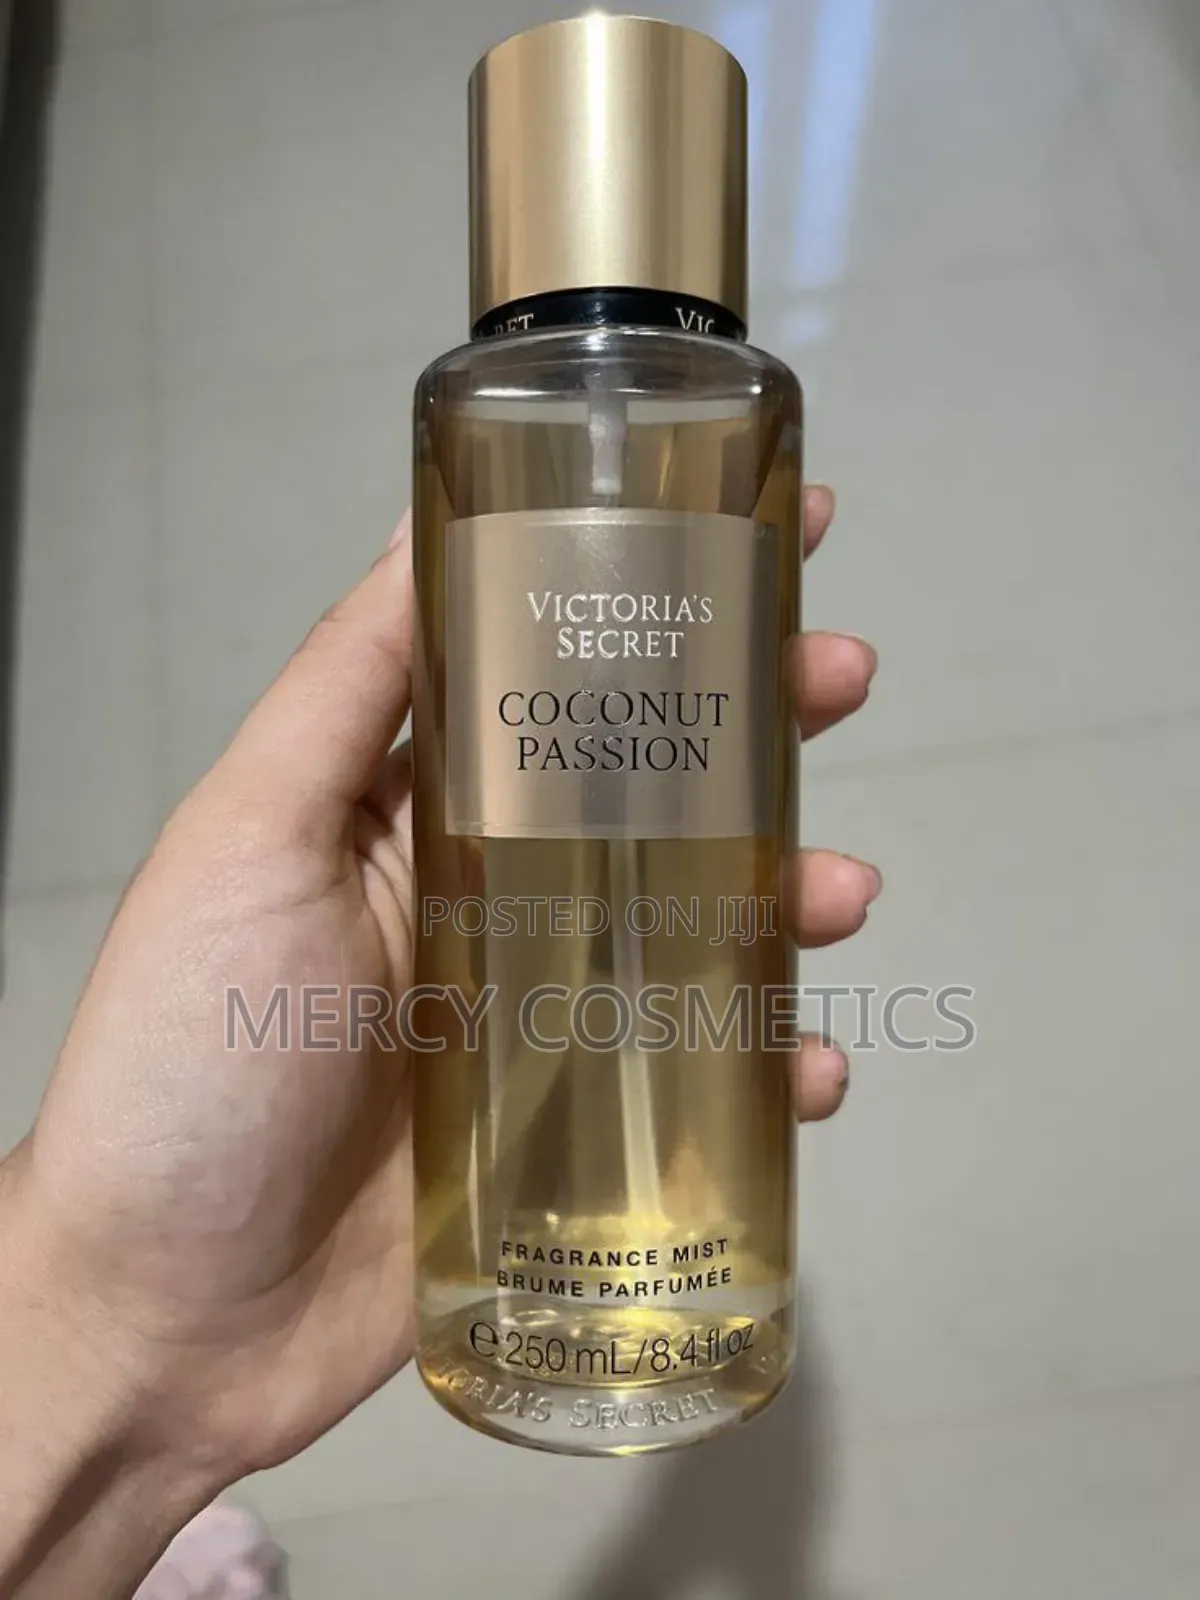 VICTORIA'S
SECRET
COCONUT
PASSION
POSTED ON JIJI
MERCY COSMETICS
FRAGRANCE MIST
BRUME PARFUMÉE
℮ 250 mL/8.4 fl oz
SECRET